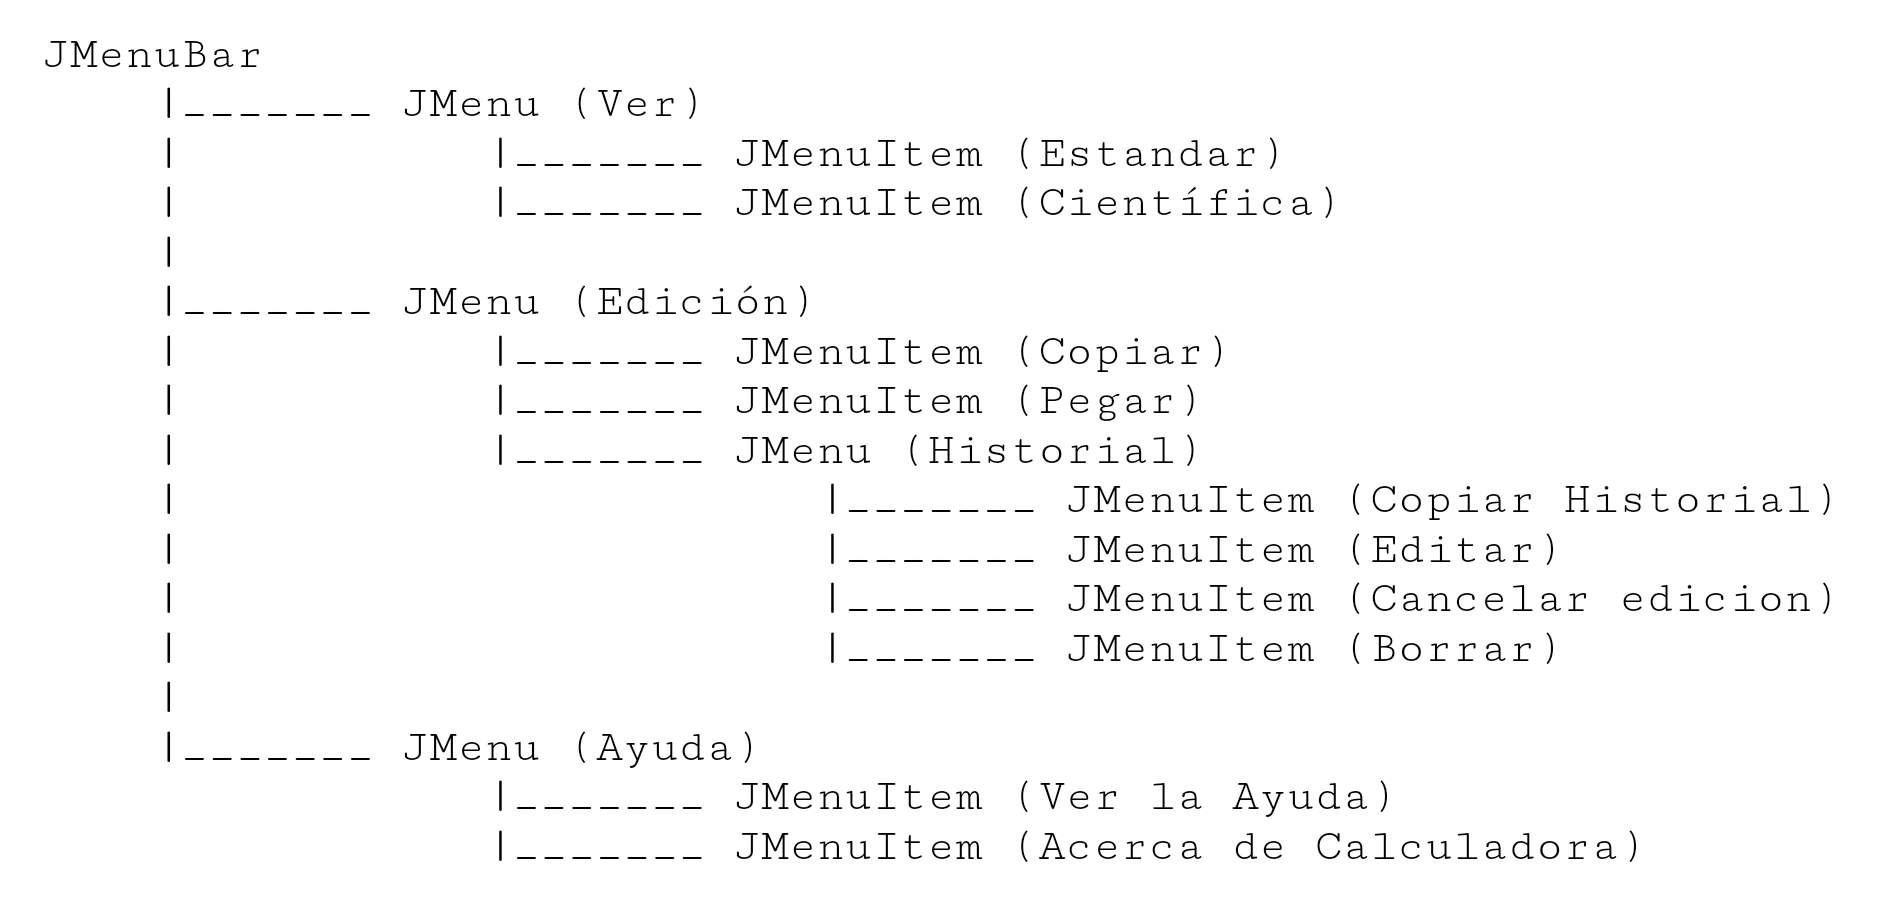 JMenuBar
|_______ JMenu (Ver)
| |_______ JMenuItem (Estandar)
| |_______ JMenuItem (Científica)
|
|_______ JMenu (Edición)
| |_______ JMenuItem (Copiar)
| |_______ JMenuItem (Pegar)
| |_______ JMenu (Historial)
| |_______ JMenuItem (Copiar Historial)
| |_______ JMenuItem (Editar)
| |_______ JMenuItem (Cancelar edicion)
| |_______ JMenuItem (Borrar)
|
|_______ JMenu (Ayuda)
|_______ JMenuItem (Ver la Ayuda)
|_______ JMenuItem (Acerca de Calculadora)